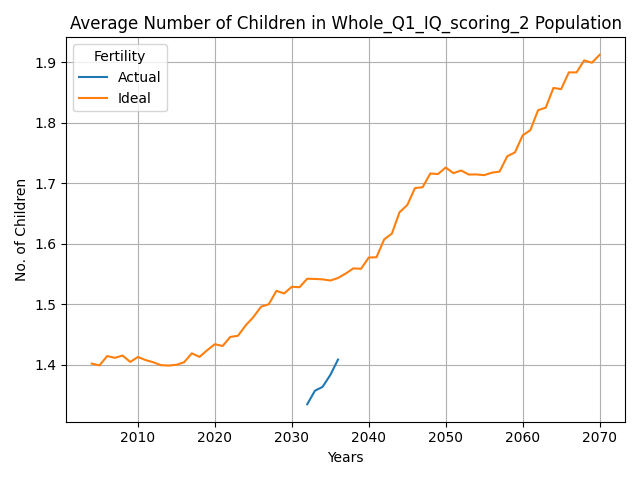 Average Number of Children in Whole_Q1_IQ_scoring_2 Population
Fertility
Actual
Ideal
No. of Children
1.9
1.8
1.7
1.6
1.5
1.4
2010 2020 2030 2040 2050 2060 2070
Years